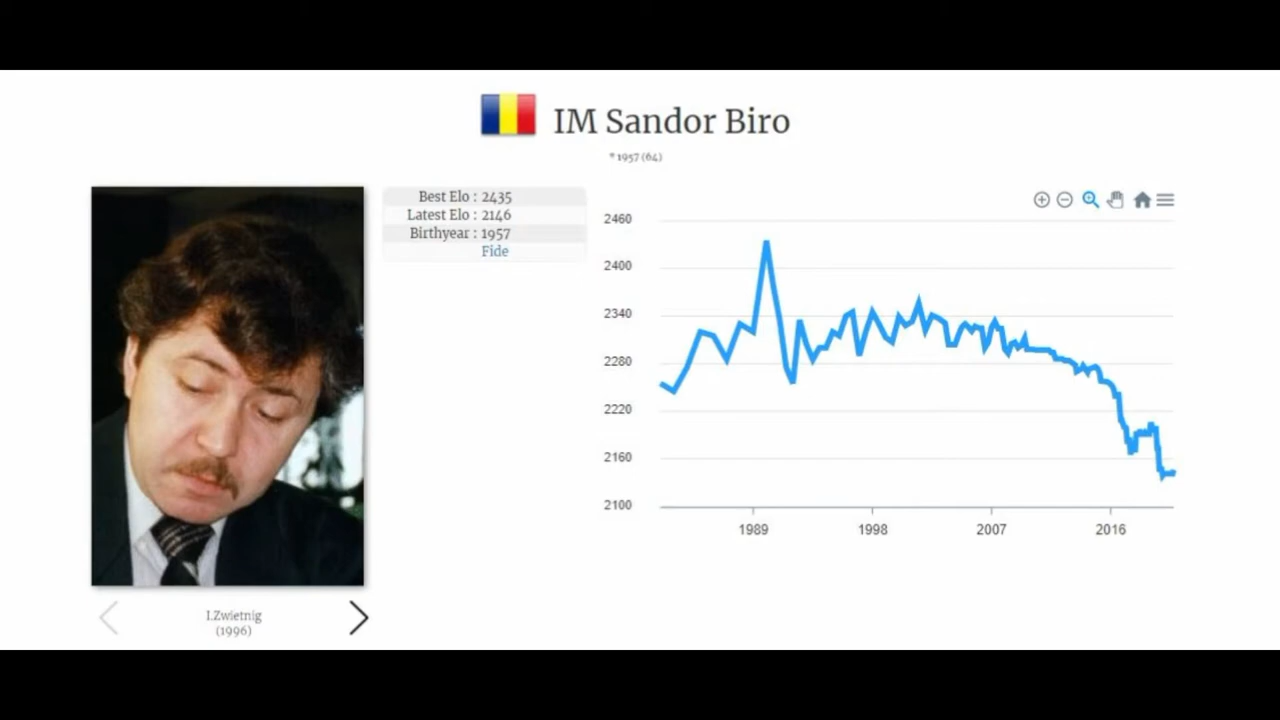 IM Sandor Biro
* 1957 (64)
Best Elo : 2435
Latest Elo : 2146
Birthyear : 1957
Fide
I.Zwietnig
(1996)
2460
2400
2340
2280
2220
2160
2100
1989 1998 2007 2016